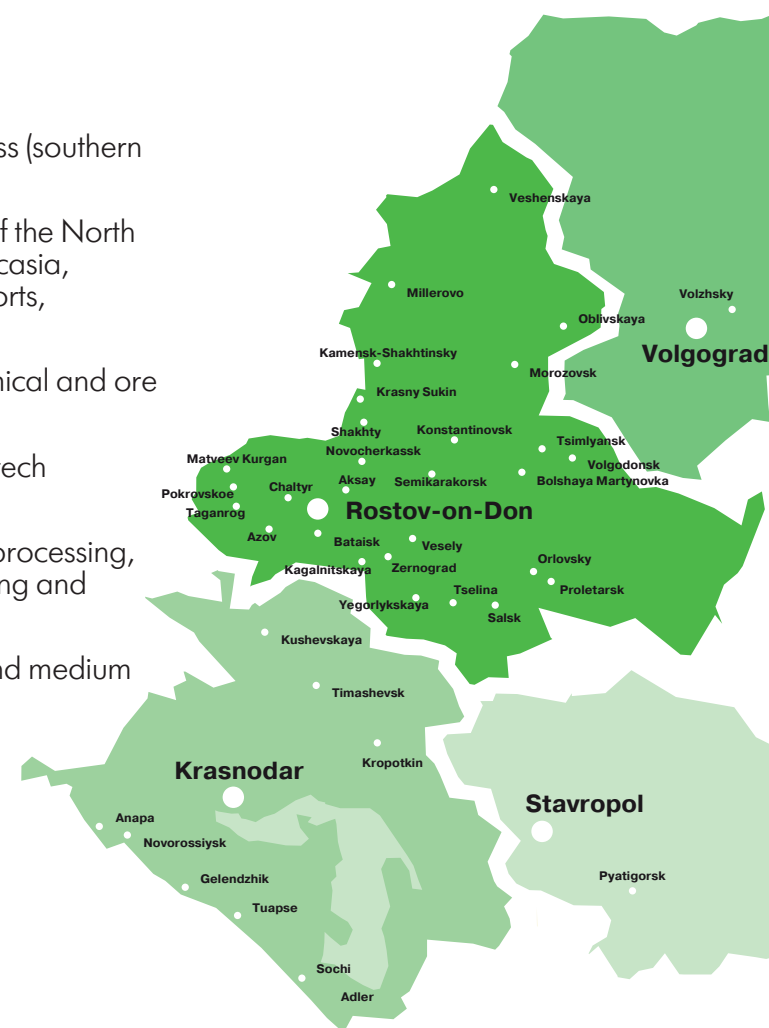 ss (southern
f the North
casia,
orts,
nical and ore
tech
processing,
ng and
nd medium
Veshenskaya
Millerovo
Volzhsky
Oblivskaya
Volgograd
Kamensk-Shakhtinsky
Morozovsk
Krasny Sukin
Shakhty
Konstantinovsk
Tsimlyansk
Novocherkassk
Matveev Kurgan
Volgodonsk
Aksay
Semikarakorsk
Bolshaya Martynovka
Chaltyr
Pokrovskoe
Taganrog
Rostov-on-Don
Azov
Bataisk
Vesely
Orlovsky
Kagalnitskaya
Zernograd
Tselina
Proletarsk
Yegorlykskaya
Salsk
Kushevskaya
Timashevsk
Kropotkin
Krasnodar
Stavropol
Anapa
Novorossiysk
Pyatigorsk
Gelendzhik
Tuapse
Sochi
Adler